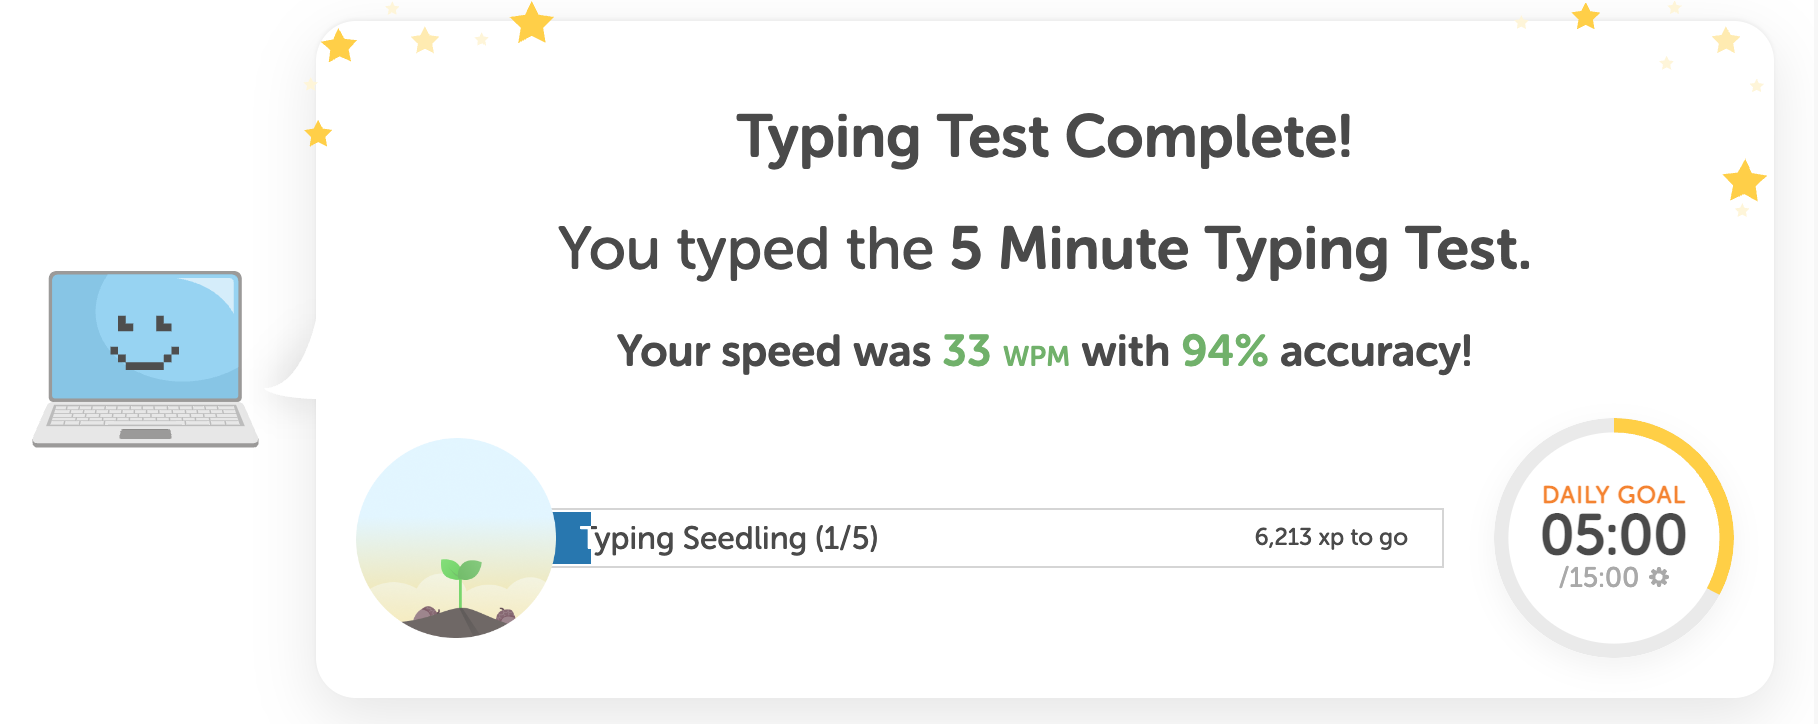 Typing Test Complete!
You typed the 5 Minute Typing Test.
Your speed was 33 WPM with 94% accuracy!
Typing Seedling (1/5)
6,213 xp to go
DAILY GOAL
05:00
/15:00